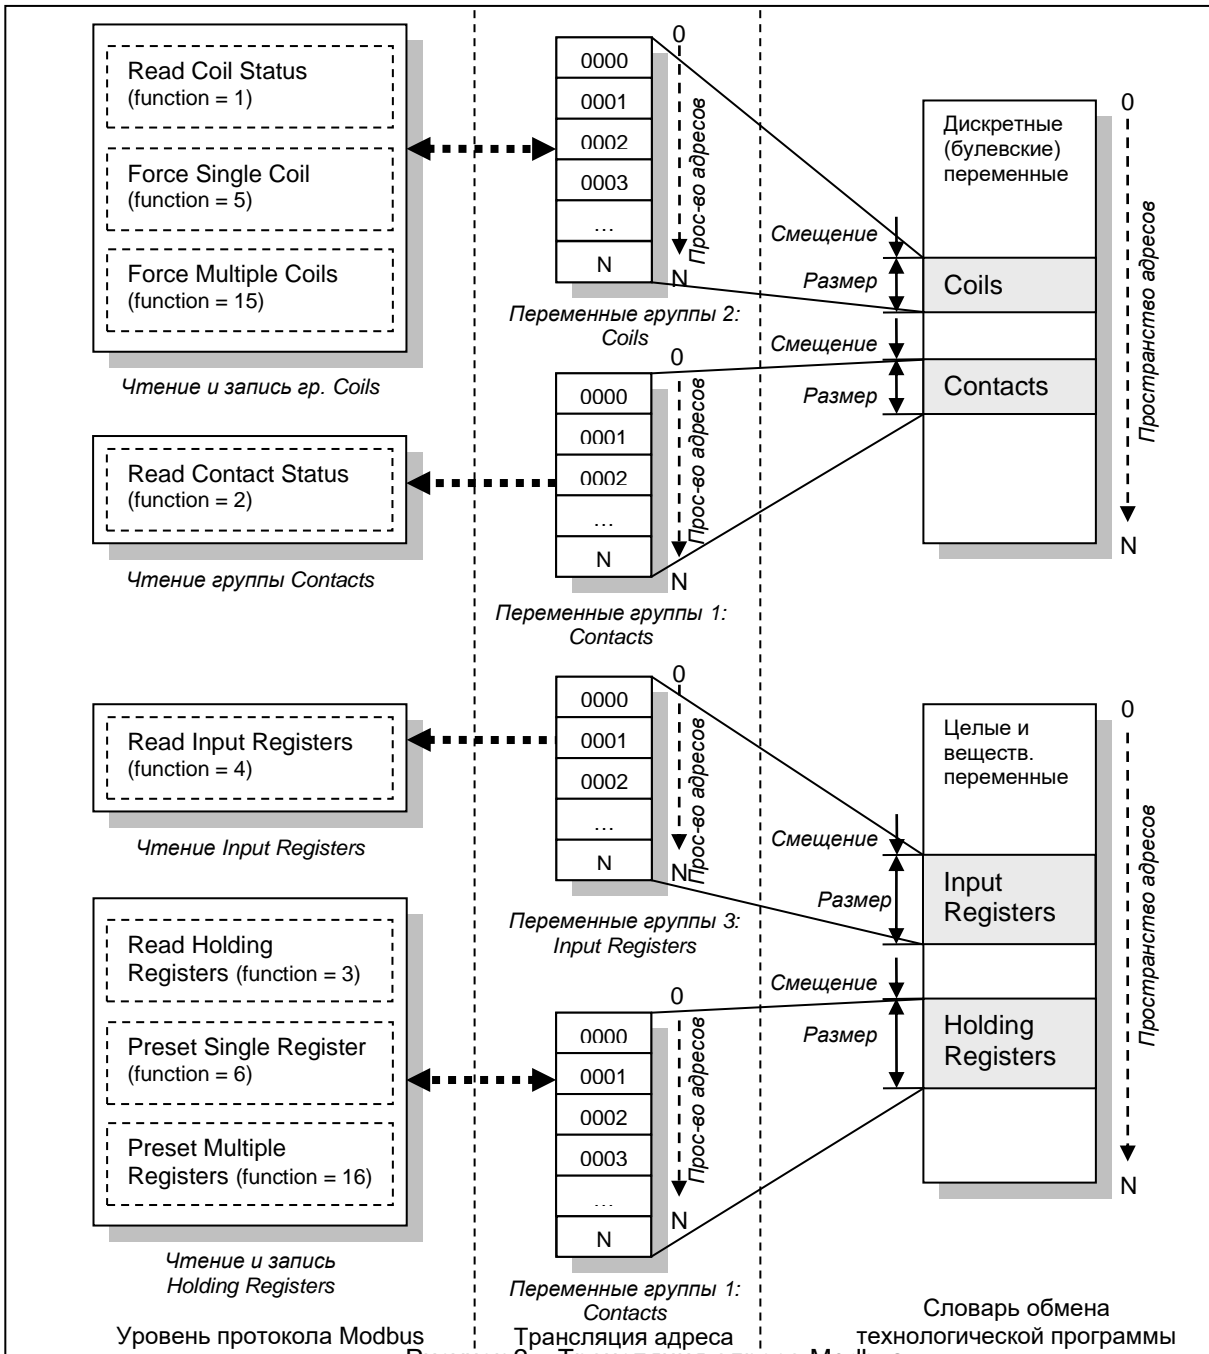 Read Coil Status
(function = 1)
Force Single Coil
(function = 5)
Force Multiple Coils
(function = 15)
Чтение и запись гр. Coils
Read Contact Status
(function = 2)
Чтение группы Contacts
Read Input Registers
(function = 4)
Чтение Input Registers
Read Holding
Registers (function = 3)
Preset Single Register
(function = 6)
Preset Multiple
Registers (function = 16)
Чтение и запись
Holding Registers
Уровень протокола Modbus
0
0000
0001
0002
0003
...
N
N
Прос-во адресов
Переменные группы 2:
Coils
0
0000
0001
0002
...
N
N
Прос-во адресов
Переменные группы 1:
Contacts
0
0000
0001
0002
...
N
N
Прос-во адресов
Переменные группы 3:
Input Registers
0
0000
0001
0002
0003
...
N
N
Прос-во адресов
Переменные группы 1:
Contacts
Трансляция адреса
0
Дискретные
(булевские)
переменные
Смещение
Размер
Coils
Смещение
Размер
Contacts
Пространство адресов
N
0
Целые и
веществ.
переменные
Смещение
Размер
Input
Registers
Смещение
Размер
Holding
Registers
Пространство адресов
N
Словарь обмена
технологической программы